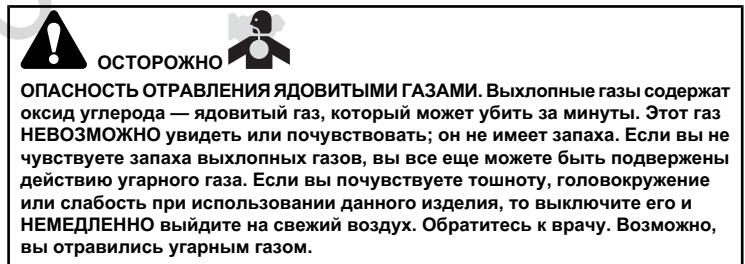 ОСТОРОЖНО
ОПАСНОСТЬ ОТРАВЛЕНИЯ ЯДОВИТЫМИ ГАЗАМИ. Выхлопные газы содержат
оксид углерода — ядовитый газ, который может убить за минуты. Этот газ
НЕВОЗМОЖНО увидеть или почувствовать; он не имеет запаха. Если вы не
чувствуете запаха выхлопных газов, вы все еще можете быть подвержены
действию угарного газа. Если вы почувствуете тошноту, головокружение
или слабость при использовании данного изделия, то выключите его и
НЕМЕДЛЕННО выйдите на свежий воздух. Обратитесь к врачу. Возможно,
вы отравились угарным газом.